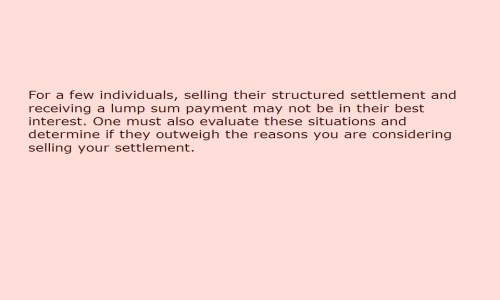 For a few individuals, selling their structured settlement and
receiving a lump sum payment may not be in their best
interest. One must also evaluate these situations and
determine if they outweigh the reasons you are considering
selling your settlement.